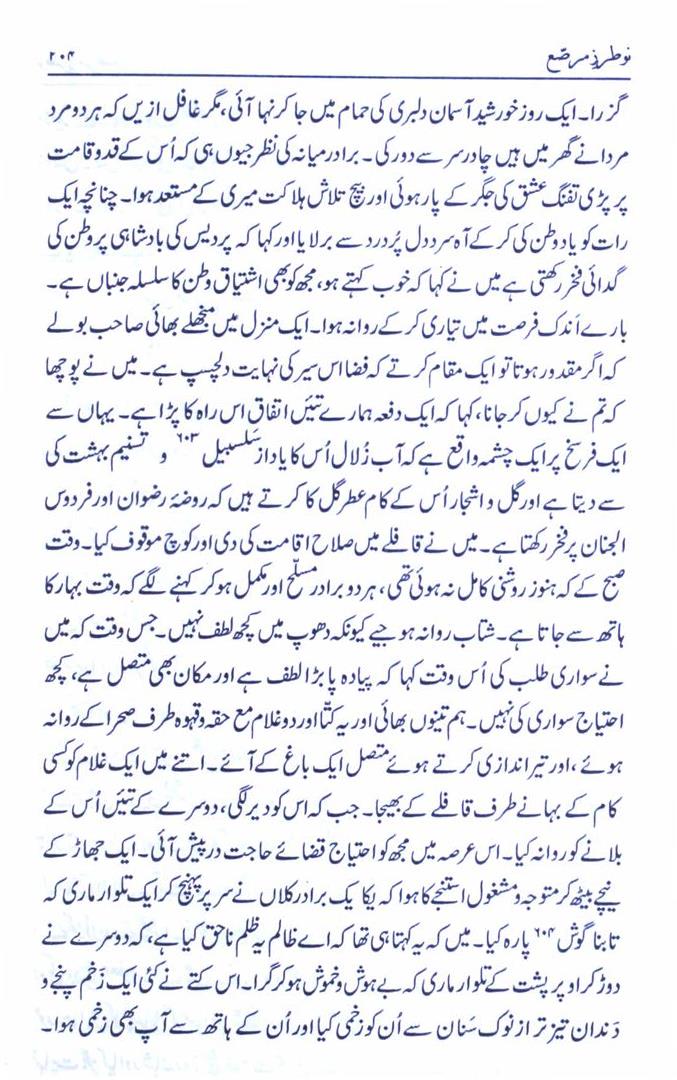 نو طرزِ مرصّع
۲۰۴
گزرا۔ ایک روز خورشید آسمان دلبری کی حمام میں جا کر نہا آئی، مگر غافل ازیں کہ ہر دو مرد
مردانے گھر میں ہیں چادر سر سے دور کی۔ برادر میانہ کی نظر جیوں ہی کہ اُس کے قد و قامت
پر پڑی تفنگ عشق کی جگر کے پار ہوئی اور بیچ تلاش ہلاکت میری کے مستعد ہوا۔ چنانچہ ایک
رات کو یاد وطن کی کر کے آہ سرد دل پُر درد سے بر لایا اور کہا کہ پردیس کی بادشاہی پر وطن کی
گدائی فخر رکھتی ہے میں نے کہا کہ خوب کہتے ہو، مجھ کو بھی اشتیاق وطن کا سلسلہ جنباں ہے۔
بارے اَندک فرصت میں تیاری کر کے روانہ ہوا۔ ایک منزل میں منجھلے بھائی صاحب بولے
کہ اگر مقدور ہوتا تو ایک مقام کرتے کہ فضا اس سیر کی نہایت دلچسپ ہے۔ میں نے پوچھا
کہ تم نے کیوں کر جانا، کہا کہ ایک دفعہ ہمارے تئیں اتفاق اس راہ کا پڑا ہے۔ یہاں سے
ایک فرسخ پر ایک چشمہ واقع ہے کہ آب زُلال اُس کا یاد از سَلسبیل ۶۰۳ و تسنیم بہشت کی
سے دیتا ہے اور گل و اشجار اُس کے کام عطر گل کا کرتے ہیں کہ روضۂ رضوان اور فردوس
الجنان پر فخر رکھتا ہے۔ میں نے قافلے میں صلاح اقامت کی دی اور کوچ موقوف کیا۔ وقت
صبح کے کہ ہنوز روشنی کامل نہ ہوئی تھی، ہر دو برادر مسلّح اور مکمل ہو کر کہنے لگے کہ وقت بہار کا
ہاتھ سے جاتا ہے۔ شتاب روانہ ہوجیے کیونکہ دھوپ میں کچھ لطف نہیں۔ جس وقت کہ میں
نے سواری طلب کی اُس وقت کہا کہ پیادہ پا بڑا لطف ہے اور مکان بھی متصل ہے، کچھ
احتیاج سواری کی نہیں۔ ہم تینوں بھائی اور یہ کتّا اور دو غلام مع حقہ و قہوہ طرف صحرا کے روانہ
ہوئے، اور تیر اندازی کرتے ہوئے متصل ایک باغ کے آئے۔ اتنے میں ایک غلام کو کسی
کام کے بہانے طرف قافلے کے بھیجا۔ جب کہ اس کو دیر لگی، دوسرے کے تئیں اُس کے
بلانے کو روانہ کیا۔ اس عرصہ میں مجھ کو احتیاج قضائے حاجت درپیش آئی۔ ایک جھاڑ کے
نیچے بیٹھ کر متوجہ و مشغول استنجے کا ہوا کہ یکا یک برادر کلاں نے سر پر پہنچ کر ایک تلوار ماری کہ
تا بنا گوش ۶۰۴ پارہ کیا۔ میں کہ یہ کہتا ہی تھا کہ اے ظالم یہ ظلم ناحق کیا ہے، کہ دوسرے نے
دوڑ کر اوپر پشت کے تلوار ماری کہ بے ہوش و خموش ہو کر گرا۔ اس کتے نے کئی ایک زَخم پنجے و
دَندان تیز تر از نوک سَنان سے اُن کو زخمی کیا اور اُن کے ہاتھ سے آپ بھی زخمی ہوا۔